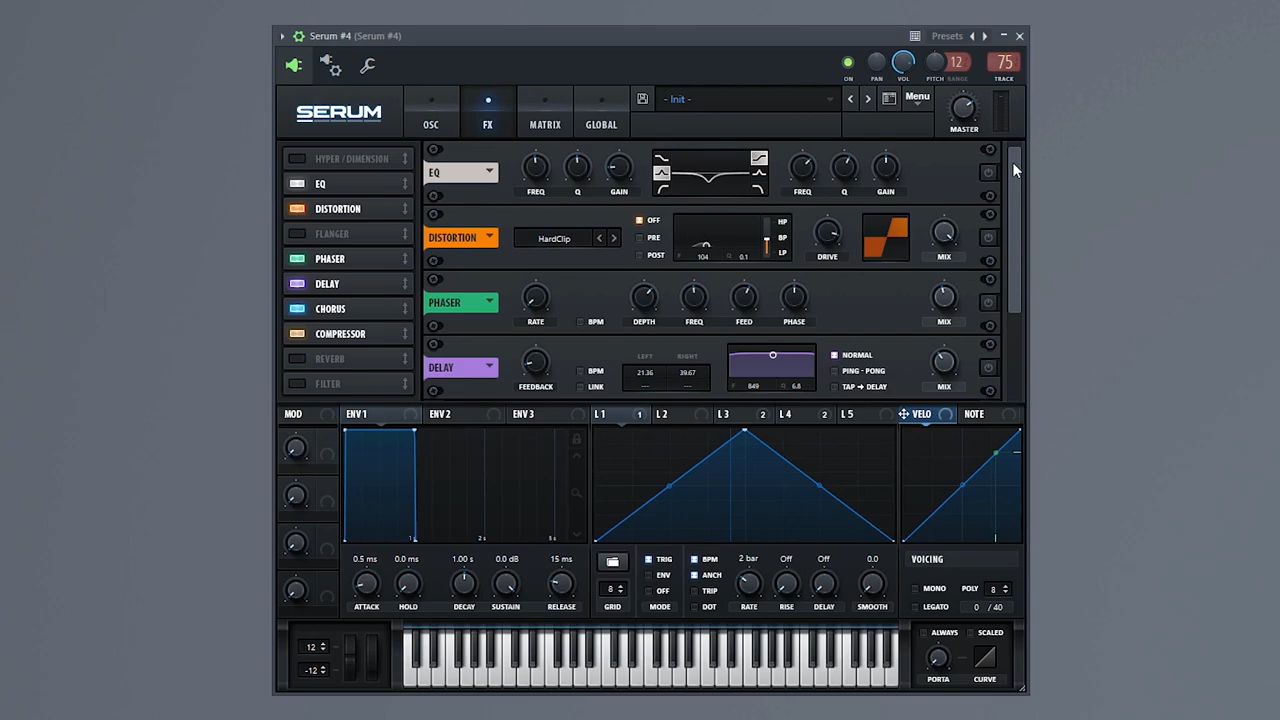 Serum #4 (Serum #4) Presets
ON PAN VOL PITCH RANGE 12 75 TRACK
SERUM
OSC FX MATRIX GLOBAL
- Init - Menu
MASTER
HYPER / DIMENSION
EQ
DISTORTION
FLANGER
PHASER
DELAY
CHORUS
COMPRESSOR
REVERB
FILTER
EQ FREQ Q GAIN FREQ Q GAIN
DISTORTION HardClip OFF PRE POST 104 0.1 HP BP LP DRIVE MIX
PHASER RATE BPM DEPTH FREQ FEED PHASE MIX
DELAY FEEDBACK BPM LINK LEFT RIGHT 21.36 39.67 --- --- F 849 Q 6.8 NORMAL PING - PONG TAP ➔ DELAY MIX
MOD ENV 1 ENV 2 ENV 3 L 1 1 L 2 L 3 2 L 4 2 L 5 VELO NOTE
1 2 s 5 s
0.5 ms 0.0 ms 1.00 s 0.0 dB 15 ms
ATTACK HOLD DECAY SUSTAIN RELEASE
8 GRID
TRIG ENV OFF MODE
BPM ANCH TRIP DOT
2 bar Off Off 0.0
RATE RISE DELAY SMOOTH
VOICING
MONO POLY 8
LEGATO 0 / 40
12
-12
ALWAYS SCALED
PORTA CURVE